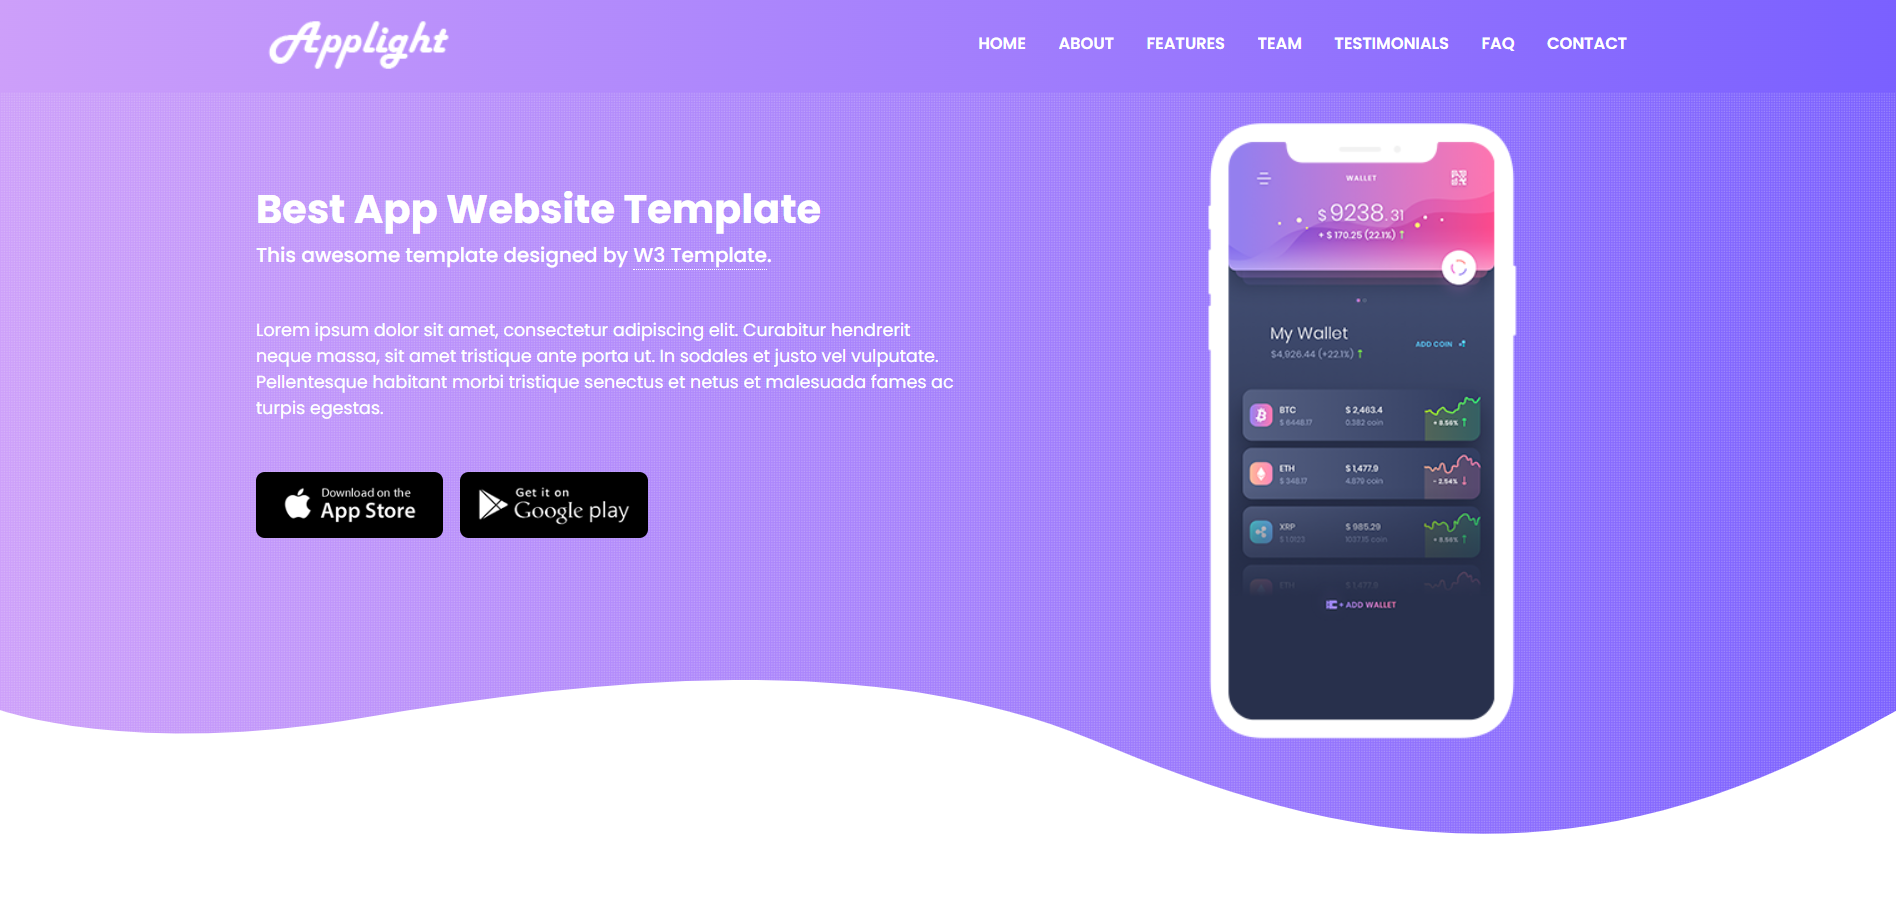 Applight
HOME ABOUT FEATURES TEAM TESTIMONIALS FAQ CONTACT
Best App Website Template
This awesome template designed by W3 Template.
Lorem ipsum dolor sit amet, consectetur adipiscing elit. Curabitur hendrerit
neque massa, sit amet tristique ante porta ut. In sodales et justo vel vulputate.
Pellentesque habitant morbi tristique senectus et netus et malesuada fames ac
turpis egestas.
Download on the
App Store
Get it on
Google play
WALLET
$ 9238.31
+ $ 170.25 (22.1%)
My Wallet
$4,926.44 (+22.1%)
ADD COIN
BTC $ 2,463.4
$ 6448.17 0.382 coin + 8.56%
ETH $ 1,477.9
$ 348.17 4.879 coin - 2.54%
XRP $ 985.29
$ 1.0123 1037.15 coin + 8.56%
ETH $ 1,477.9
+ ADD WALLET